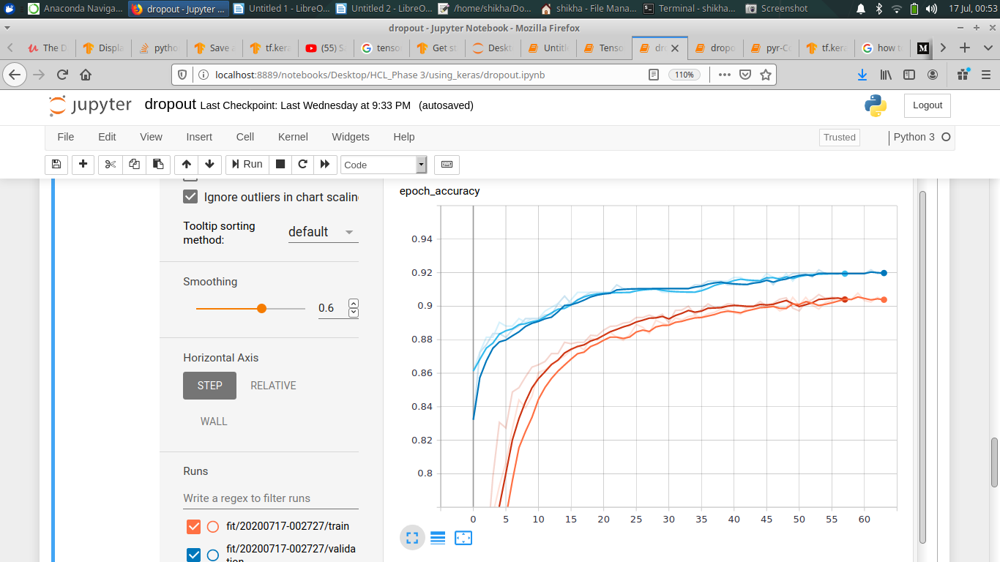 Anaconda Naviga...
dropout - Jupyter ...
Untitled 1 - LibreO...
Untitled 2 - LibreO...
/home/shikha/Do...
shikha - File Mana...
Terminal - shikha...
Screenshot
17 Jul, 00:53
dropout - Jupyter Notebook - Mozilla Firefox
The D
Displa
pytho
Save a
tf.kera
(55) S
tenso
Get st
Deskt
Untitl
Tenso
dro
dropo
pyr-Co
tf.kera
how t
M
localhost:8889/notebooks/Desktop/HCL_Phase 3/using_keras/dropout.ipynb
110%
jupyter
dropout Last Checkpoint: Last Wednesday at 9:33 PM (autosaved)
Logout
File Edit View Insert Cell Kernel Widgets Help
Trusted
Python 3
Run
Code
Ignore outliers in chart scalin
Tooltip sorting
method:
default
Smoothing
0.6
Horizontal Axis
STEP RELATIVE
WALL
Runs
Write a regex to filter runs
fit/20200717-002727/train
fit/20200717-002727/valida
tion
epoch_accuracy
0.94
0.92
0.9
0.88
0.86
0.84
0.82
0.8
0 5 10 15 20 25 30 35 40 45 50 55 60